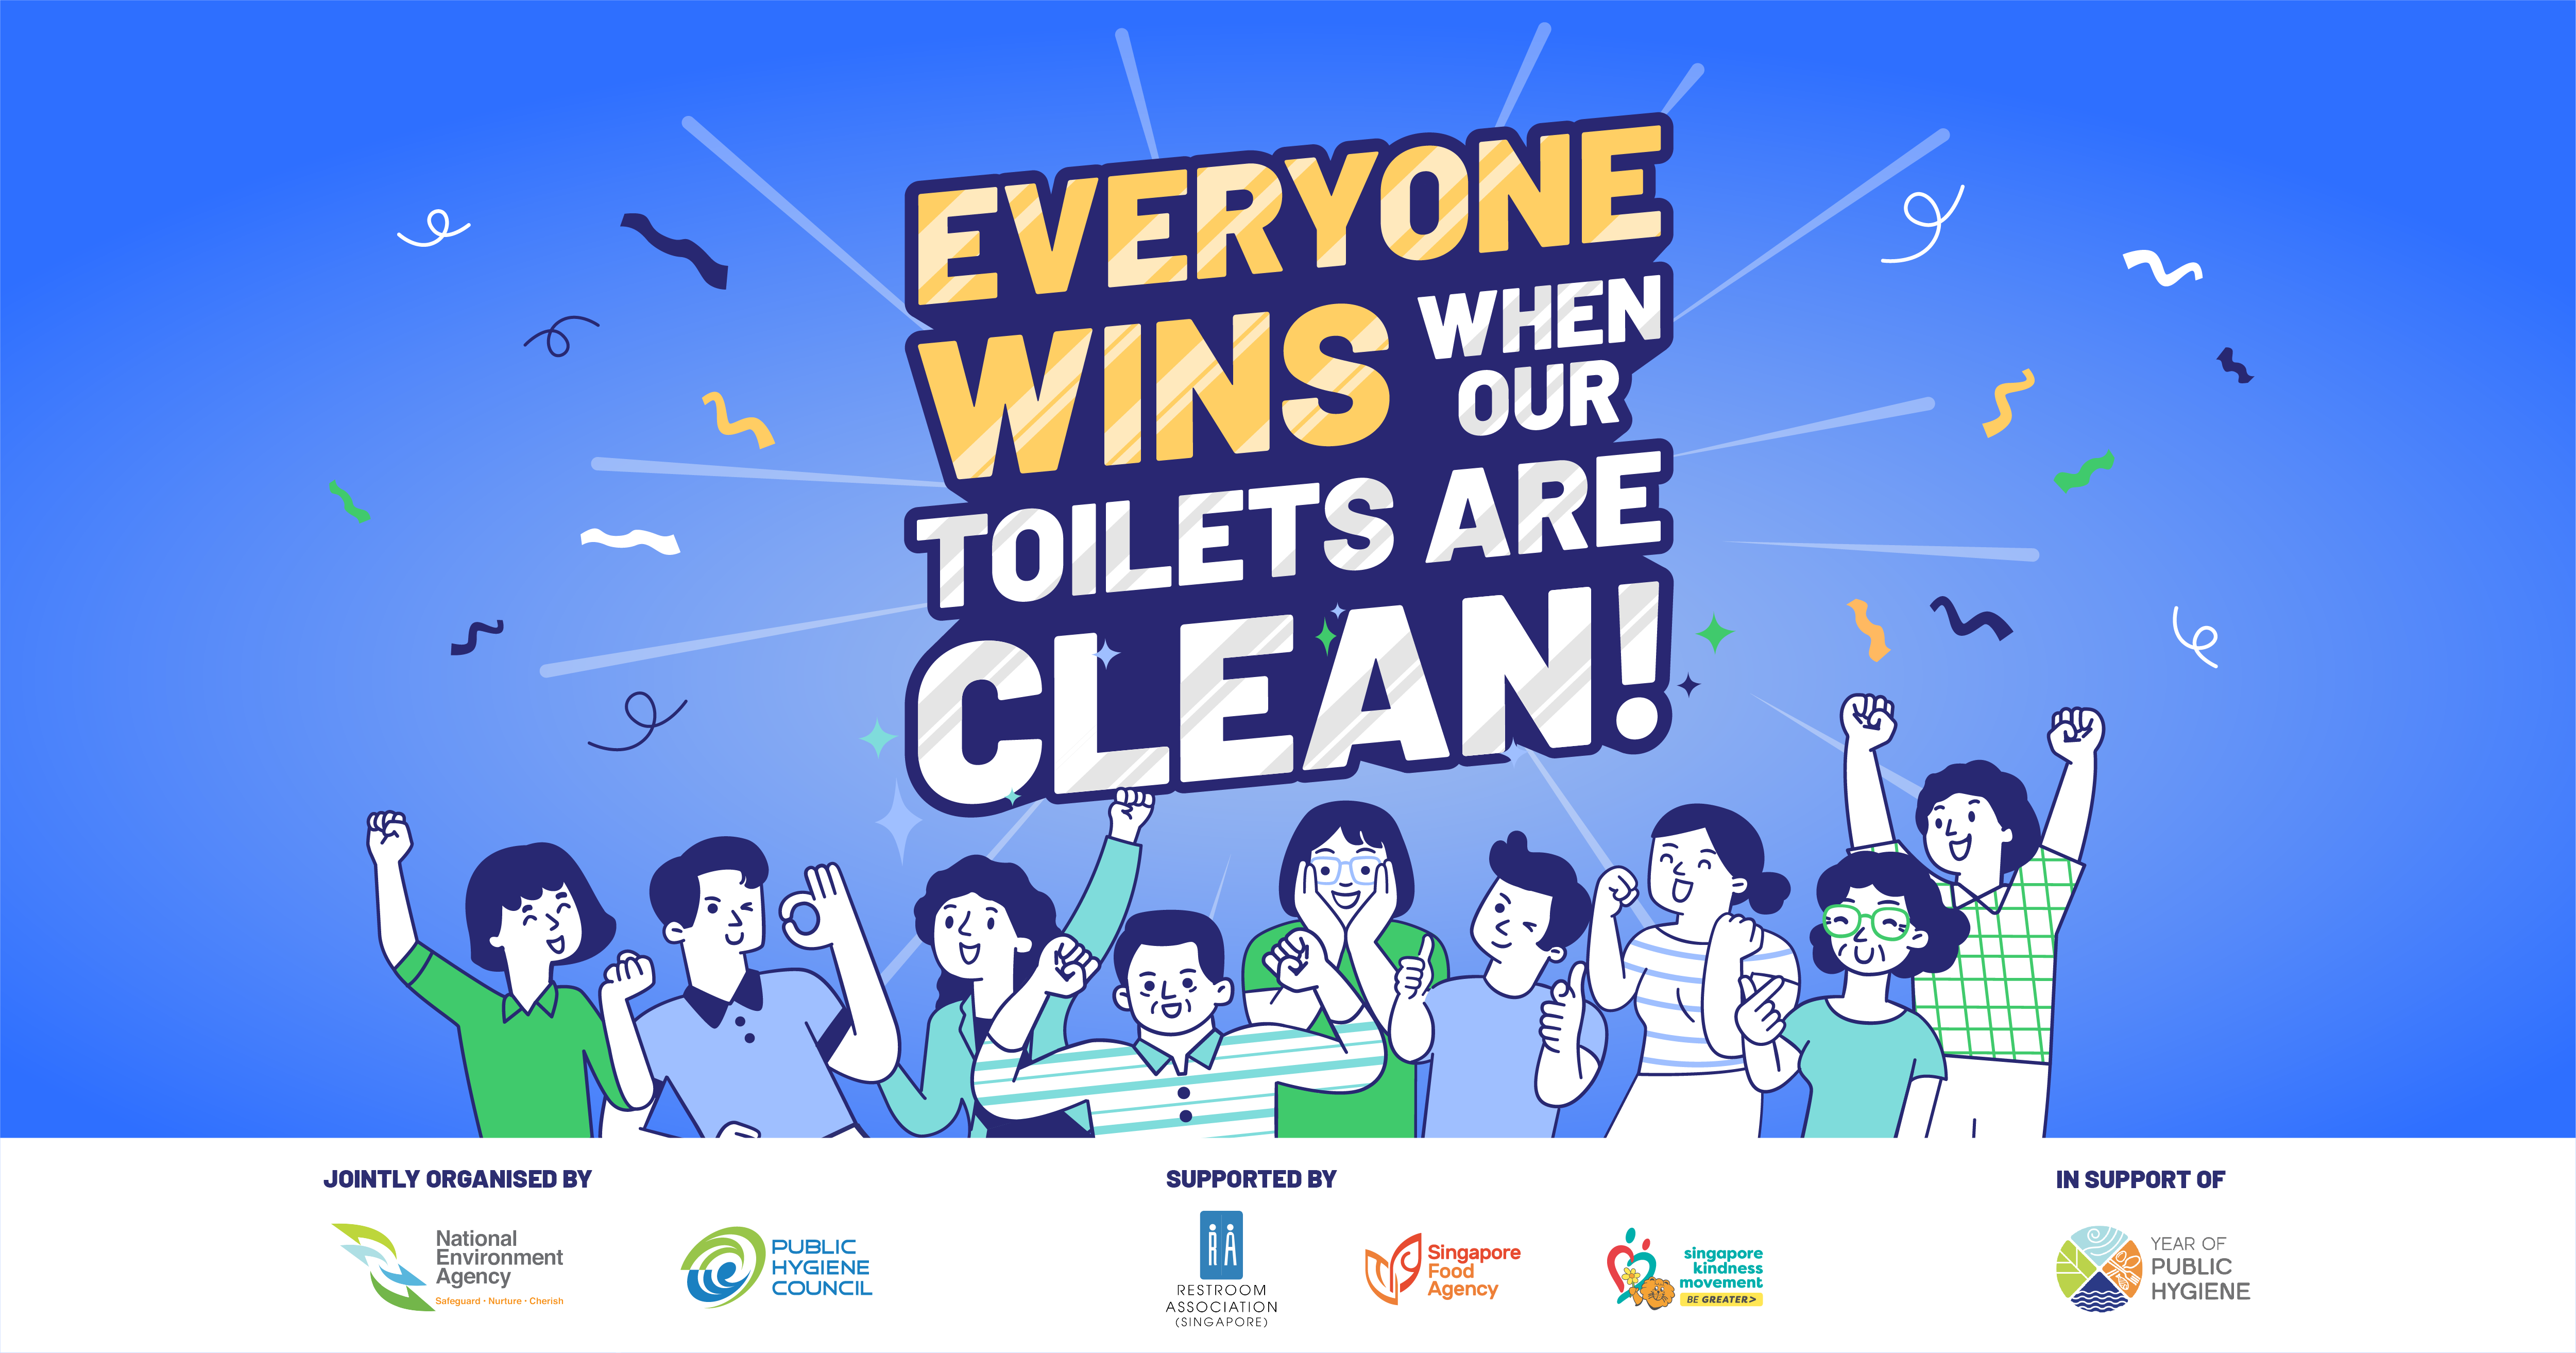 EVERYONE
WINS WHEN
OUR
TOILETS ARE
CLEAN!
JOINTLY ORGANISED BY
National
Environment
Agency
Safeguard • Nurture • Cherish
PUBLIC
HYGIENE
COUNCIL
SUPPORTED BY
RA
RESTROOM
ASSOCIATION
(SINGAPORE)
Singapore
Food
Agency
singapore
kindness
movement
BE GREATER>
IN SUPPORT OF
YEAR OF
PUBLIC
HYGIENE